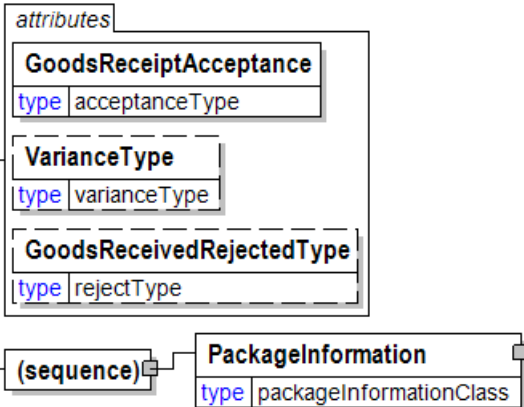 attributes
GoodsReceiptAcceptance
type acceptanceType
VarianceType
type varianceType
GoodsReceivedRejectedType
type rejectType
(sequence)
PackageInformation
type packageInformationClass